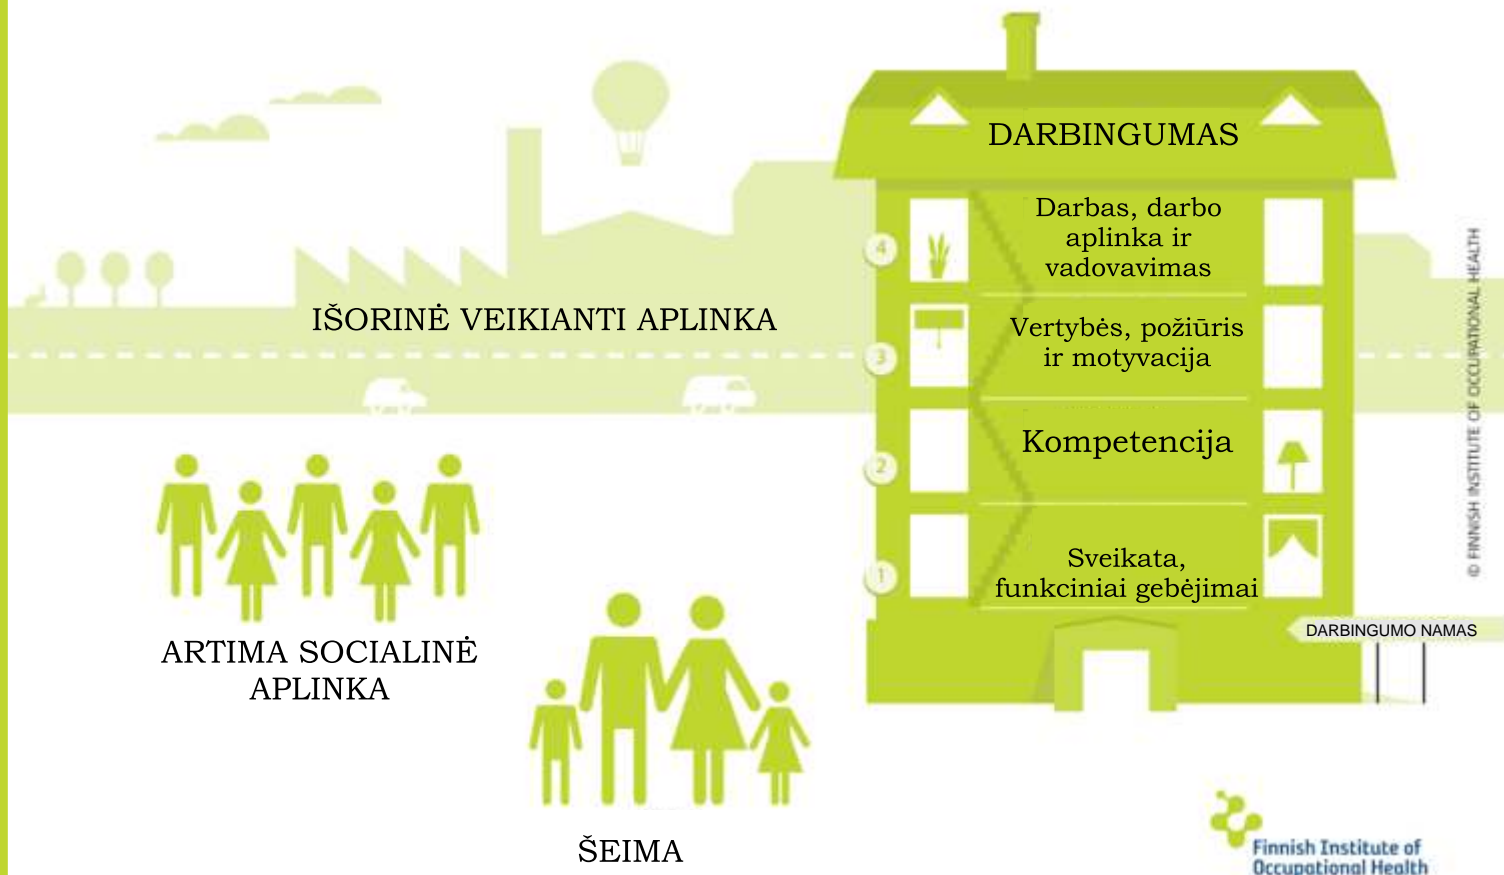 DARBINGUMAS
Darbas, darbo
aplinka ir
vadovavimas
4
IŠORINĖ VEIKIANTI APLINKA
Vertybės, požiūris
ir motyvacija
3
Kompetencija
2
Sveikata,
funkciniai gebėjimai
1
DARBINGUMO NAMAS
ARTIMA SOCIALINĖ
APLINKA
ŠEIMA
© FINNISH INSTITUTE OF OCCUPATIONAL HEALTH
Finnish Institute of
Occupational Health